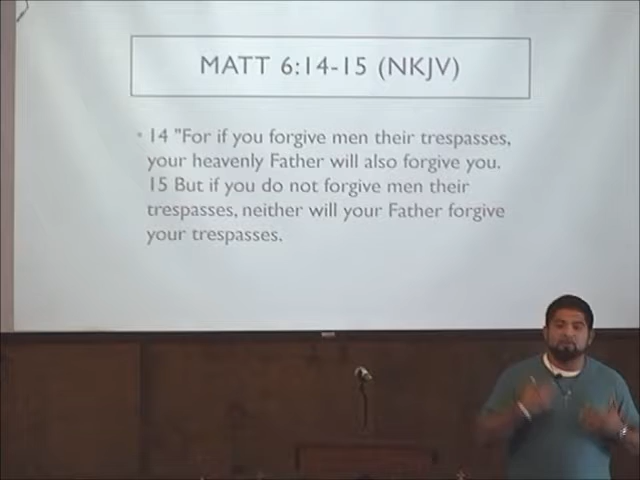 MATT 6:14-15 (NKJV)
• 14 "For if you forgive men their trespasses,
your heavenly Father will also forgive you.
15 But if you do not forgive men their
trespasses, neither will your Father forgive
your trespasses.